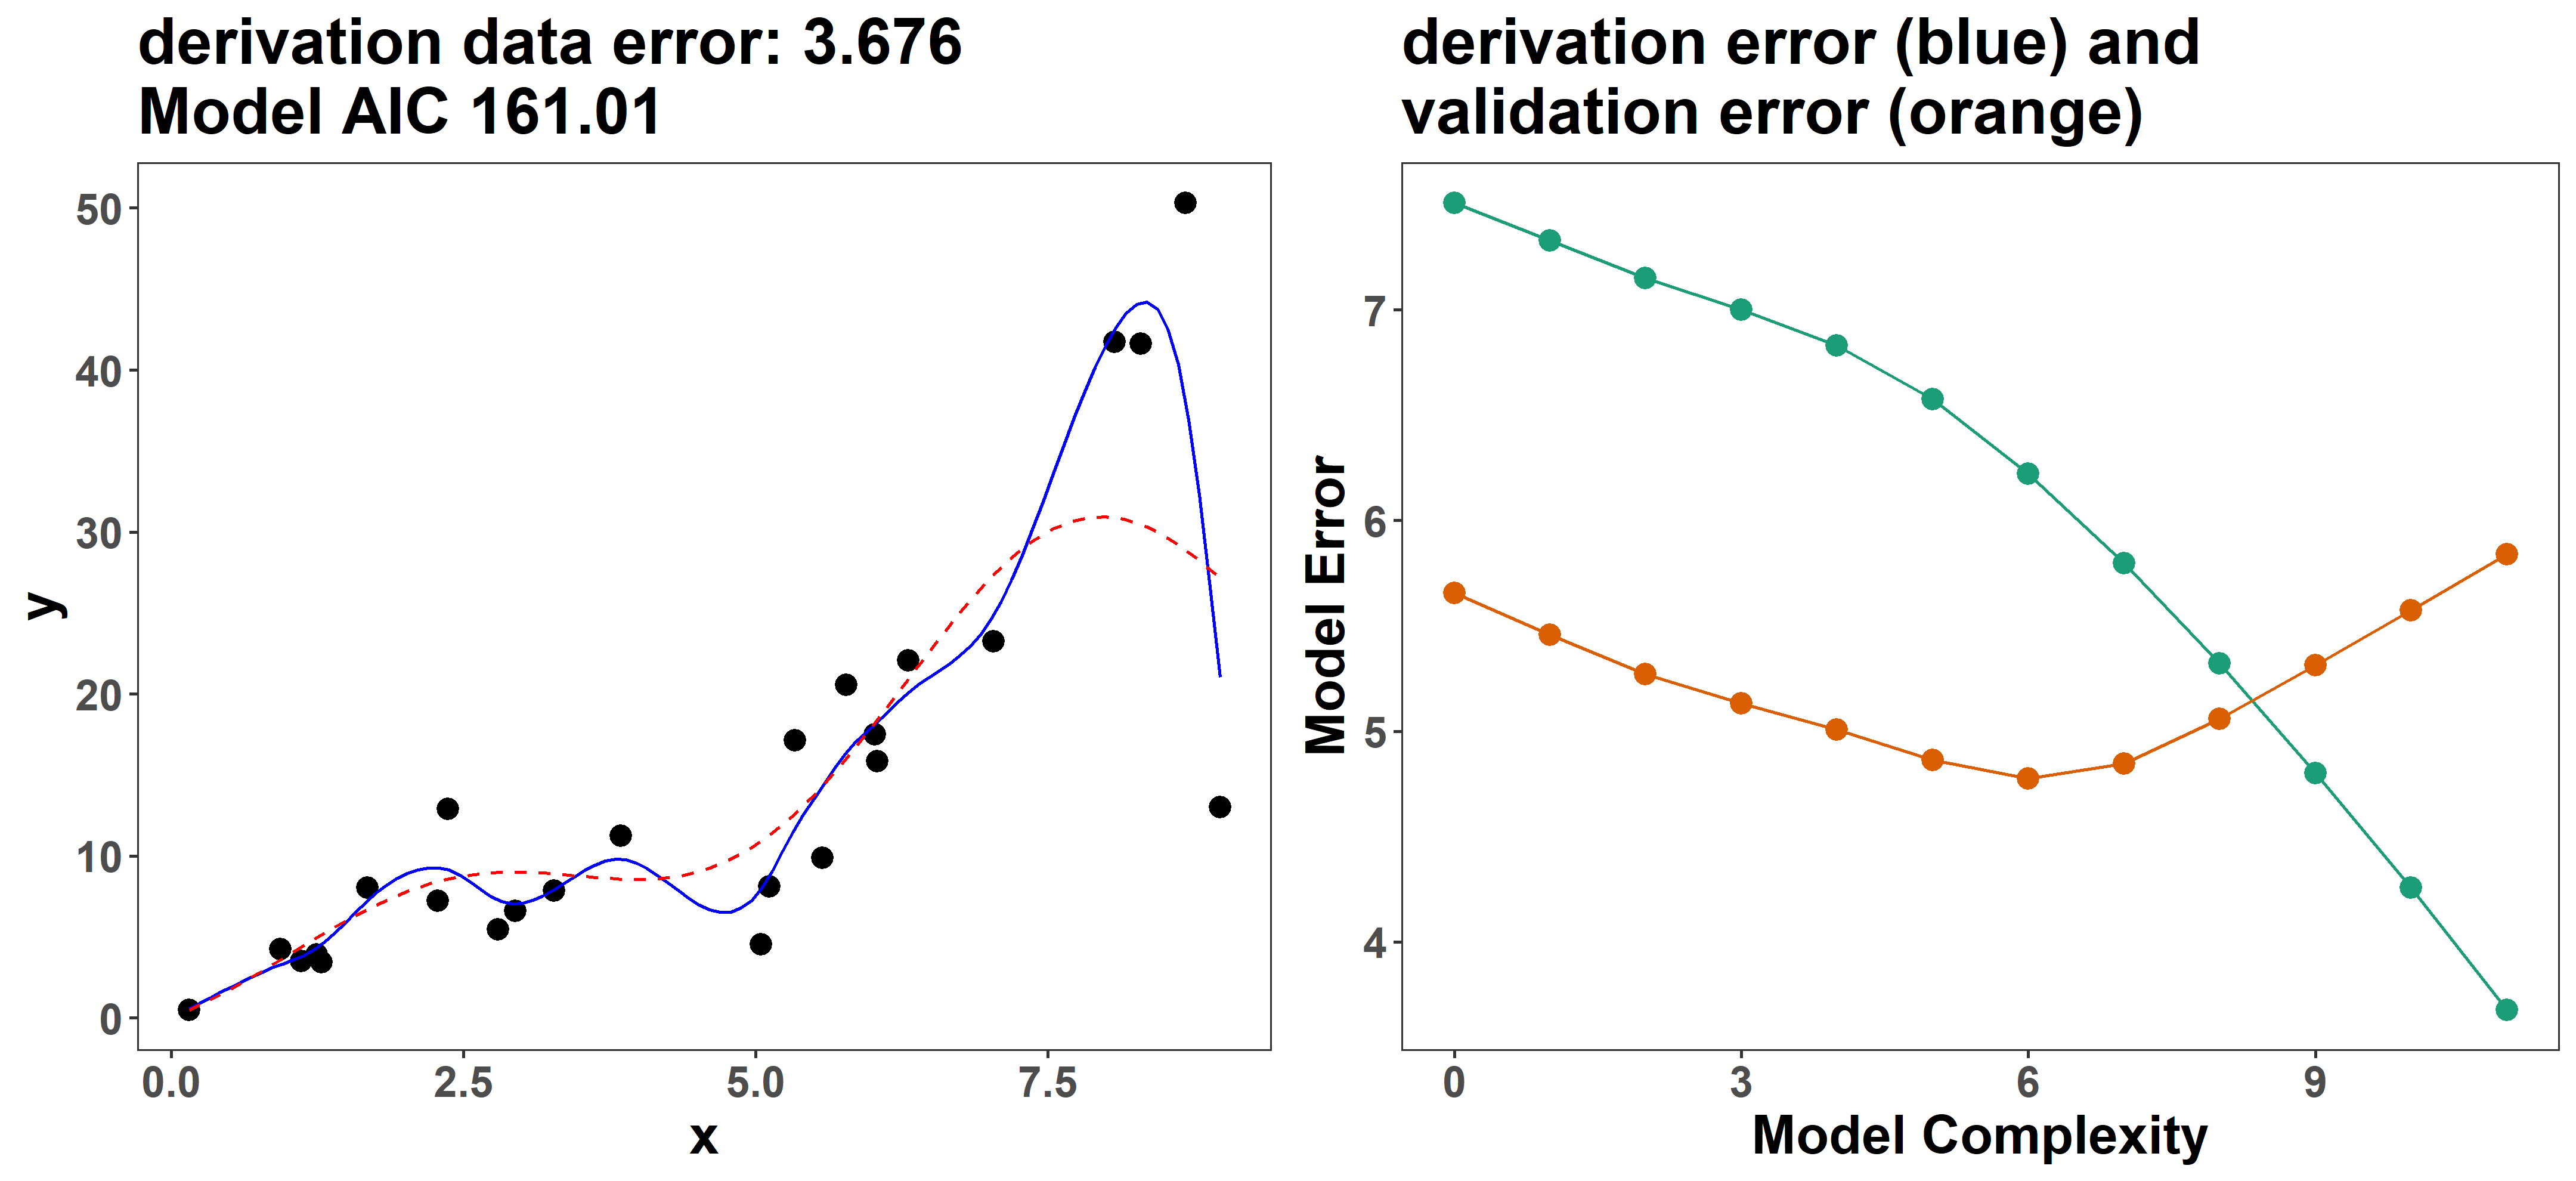 derivation data error: 3.676
Model AIC 161.01
50
40
30
20
10
0
y
0.0 2.5 5.0 7.5
x
derivation error (blue) and
validation error (orange)
7
6
5
4
Model Error
0 3 6 9
Model Complexity